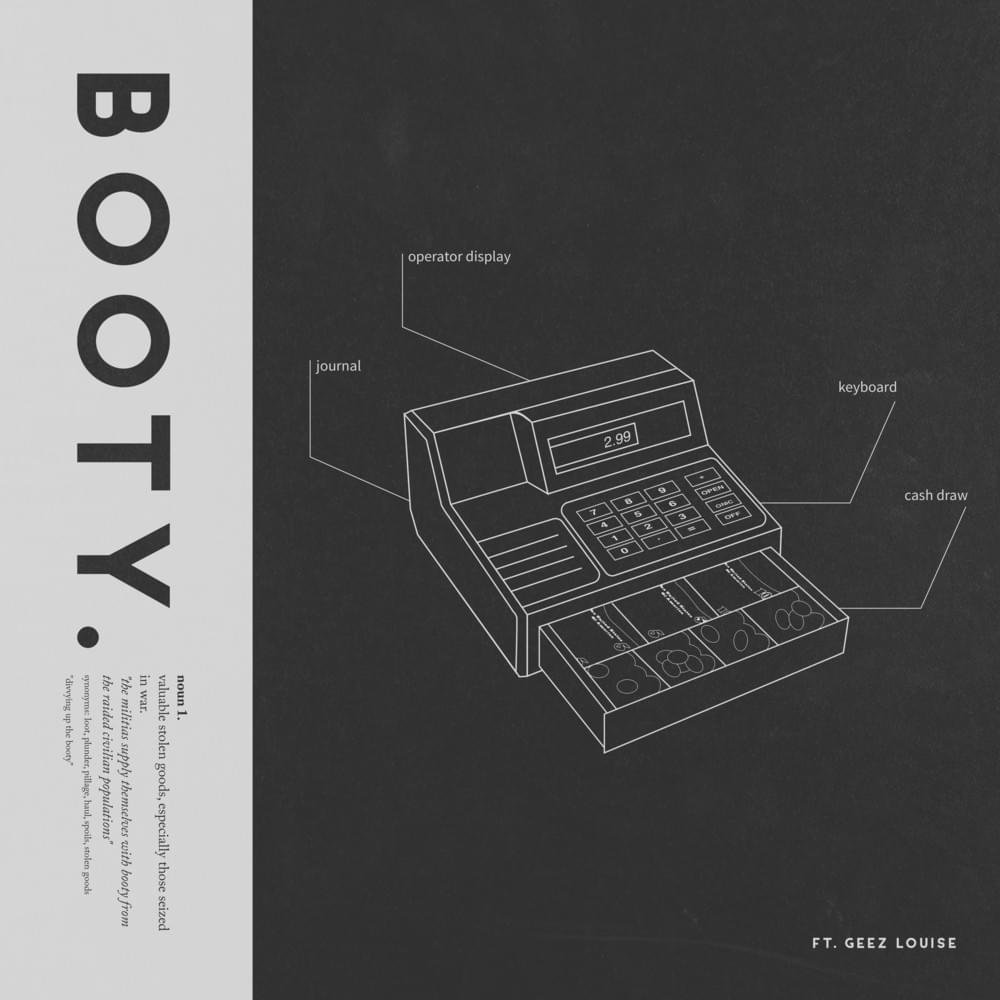 BOOTY.
noun 1.
valuable stolen goods, especially those seized
in war.
"the militias supply themselves with booty from
the raided civilian populations"
synonyms: loot, plunder, pillage, haul, spoils, stolen goods
"divvying up the booty"
operator display
journal
keyboard
cash draw
2.99
7 8 9 +
4 5 6 OPEN
1 2 3 ON/C
0 . = OFF
FT. GEEZ LOUISE